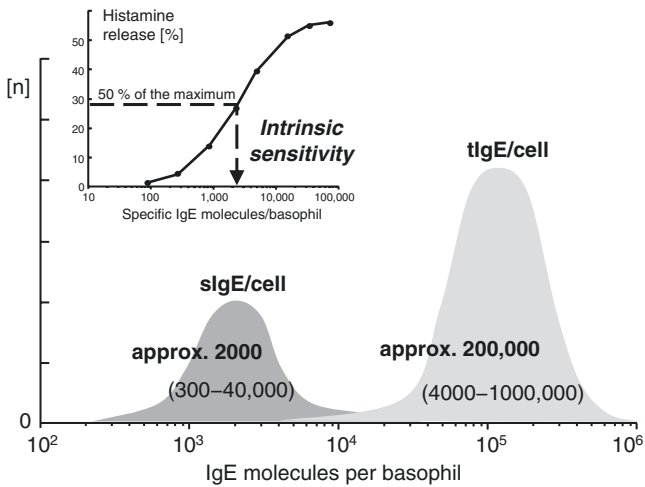 Histamine
release [%]
50
40
30
20
10
0
50 % of the maximum
Intrinsic
sensitivity
10 100 1,000 10,000 100,000
Specific IgE molecules/basophil
[n]
tIgE/cell
sIgE/cell
approx. 2000
(300–40,000)
approx. 200,000
(4000–1000,000)
0
10² 10³ 10⁴ 10⁵ 10⁶
IgE molecules per basophil